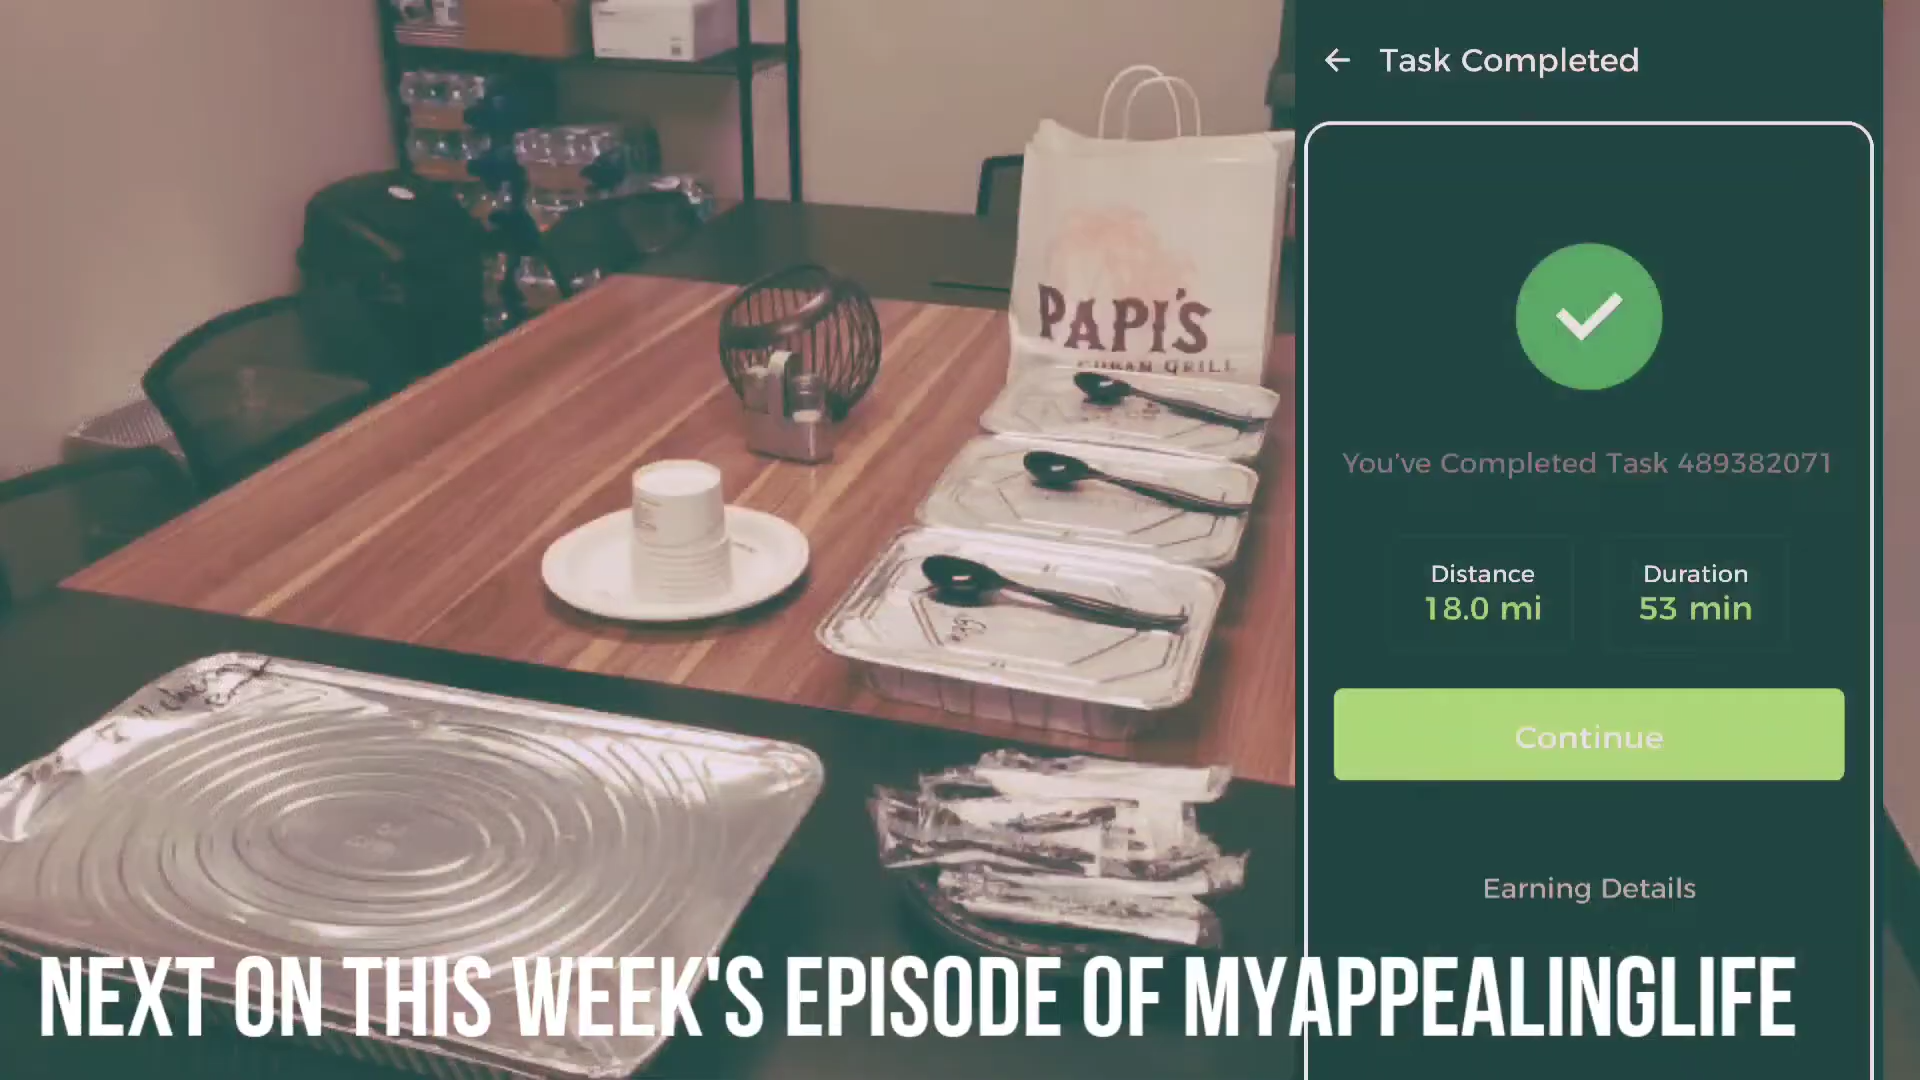 Task Completed
PAPI'S
CUBAN GRILL
You've Completed Task 489382071
Distance
18.0 mi
Duration
53 min
Continue
Earning Details
NEXT ON THIS WEEK'S EPISODE OF MYAPPEALINGLIFE